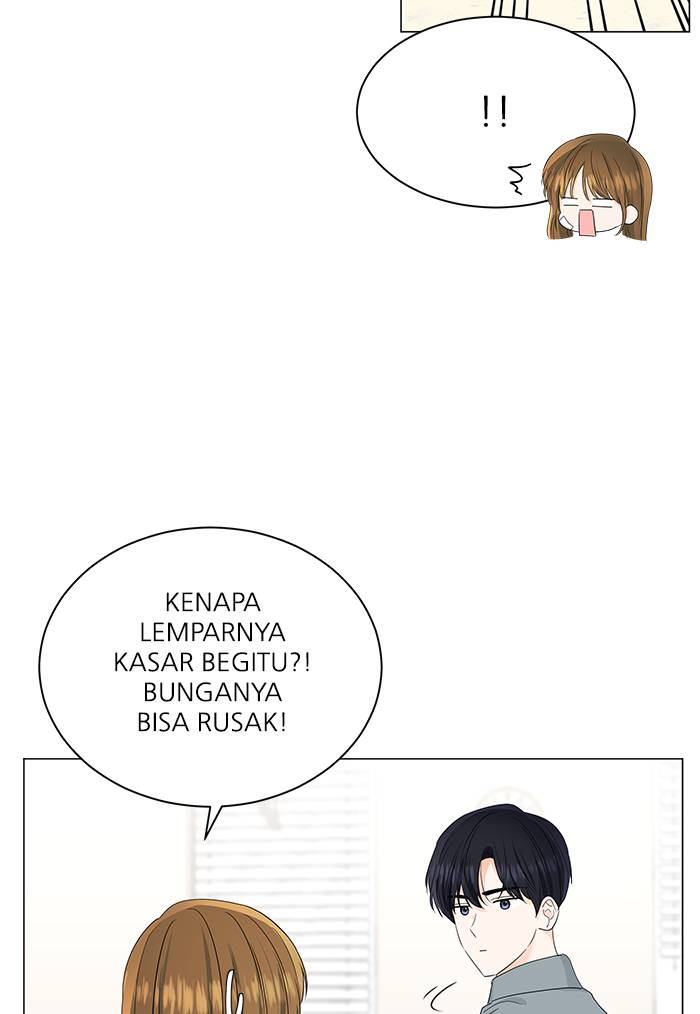 !!
KENAPA
LEMPARNYA
KASAR BEGITU?!
BUNGANYA
BISA RUSAK!